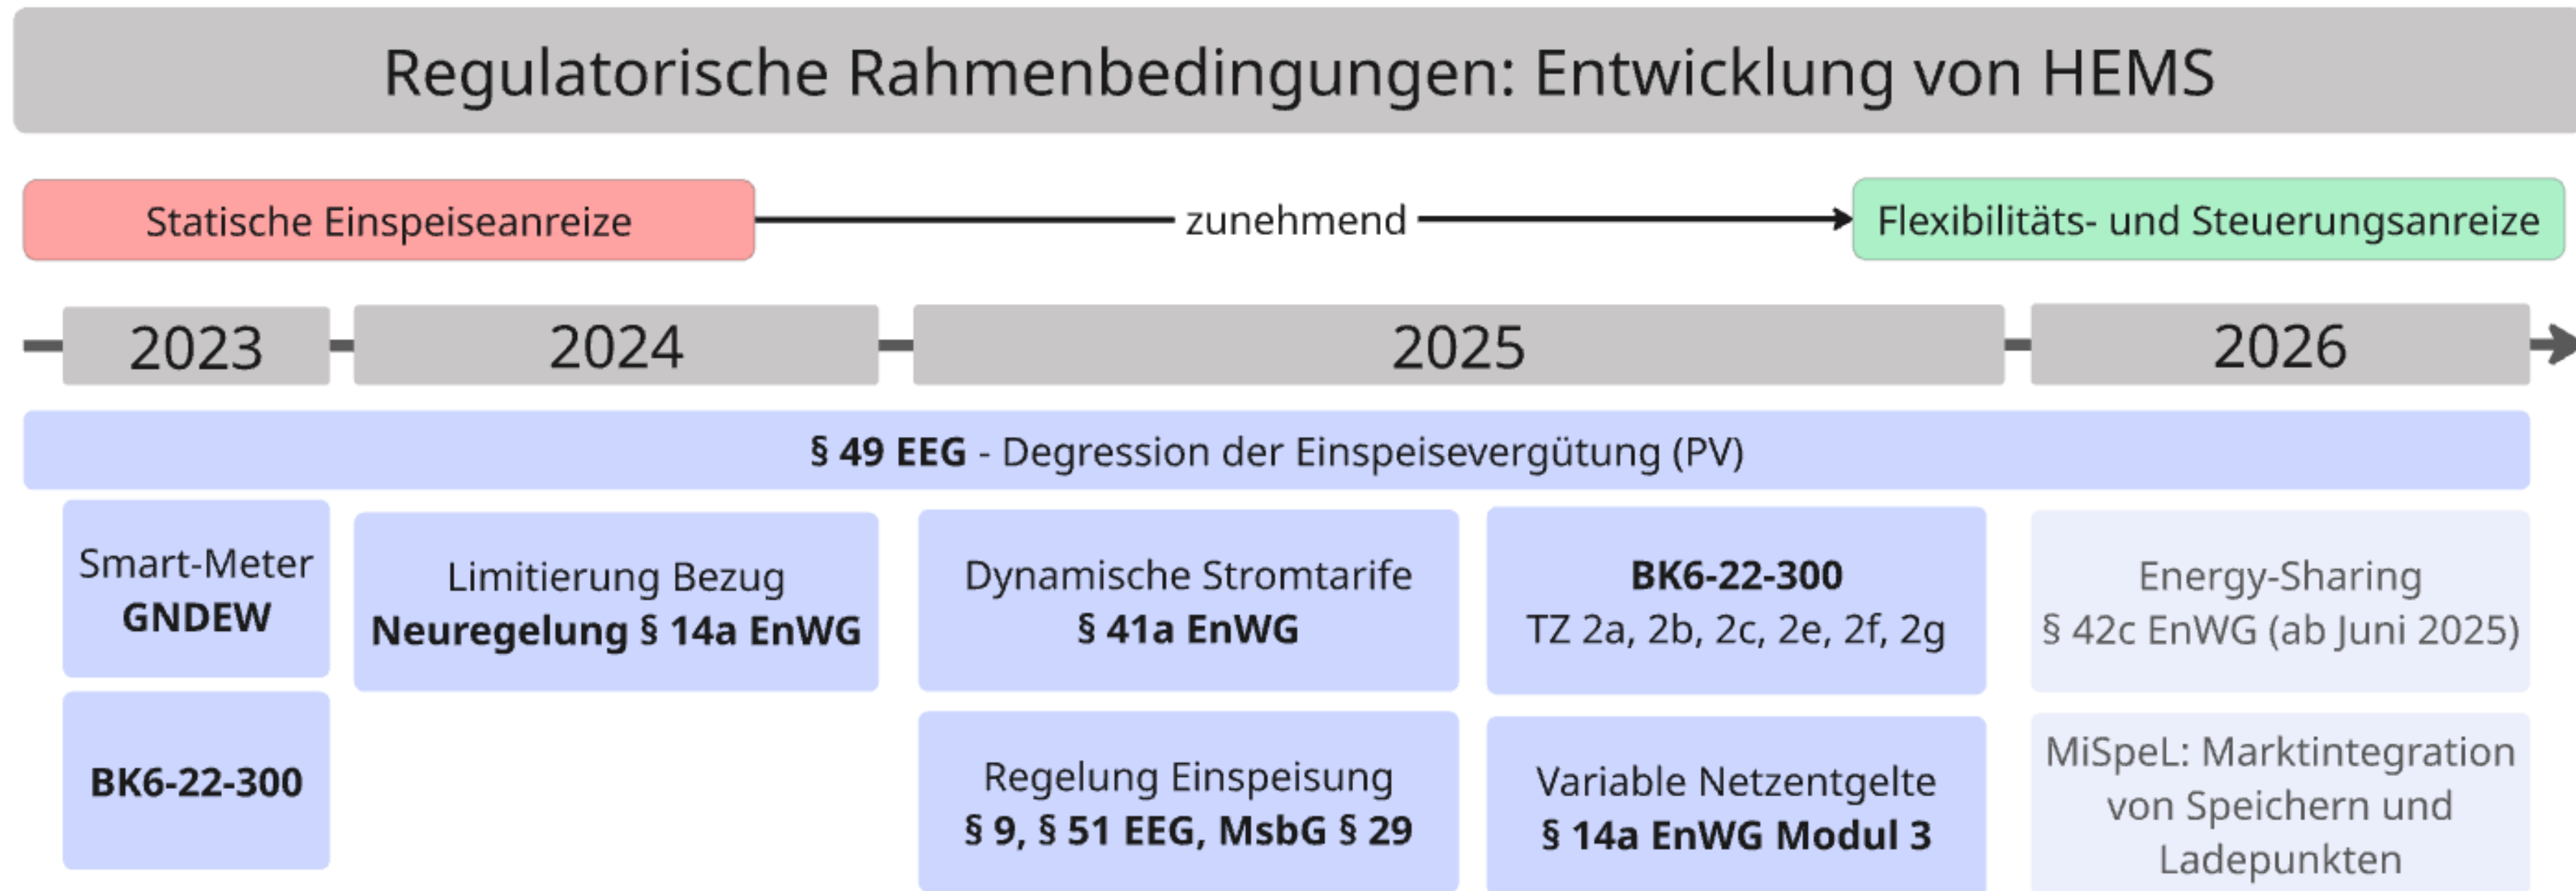 Regulatorische Rahmenbedingungen: Entwicklung von HEMS
Statische Einspeiseanreize
zunehmend
Flexibilitäts- und Steuerungsanreize
2023
2024
2025
2026
§ 49 EEG - Degression der Einspeisevergütung (PV)
Smart-Meter
GNDEW
Limitierung Bezug
Neuregelung § 14a EnWG
Dynamische Stromtarife
§ 41a EnWG
BK6-22-300
TZ 2a, 2b, 2c, 2e, 2f, 2g
Energy-Sharing
§ 42c EnWG (ab Juni 2025)
BK6-22-300
Regelung Einspeisung
§ 9, § 51 EEG, MsbG § 29
Variable Netzentgelte
§ 14a EnWG Modul 3
MiSpeL: Marktintegration
von Speichern und
Ladepunkten